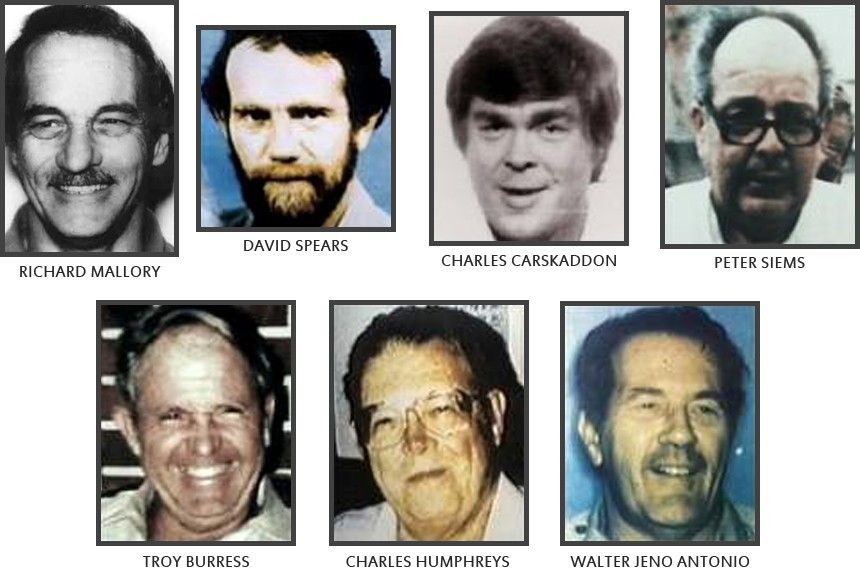 RICHARD MALLORY
DAVID SPEARS
CHARLES CARSKADDON
PETER SIEMS
TROY BURRESS
CHARLES HUMPHREYS
WALTER JENO ANTONIO